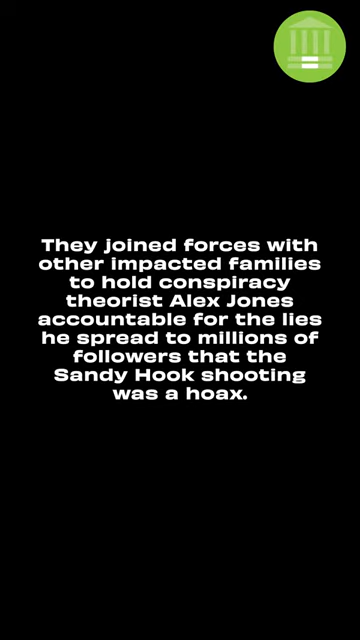 They joined forces with
other impacted families
to hold conspiracy
theorist Alex Jones
accountable for the lies
he spread to millions of
followers that the
Sandy Hook shooting
was a hoax.